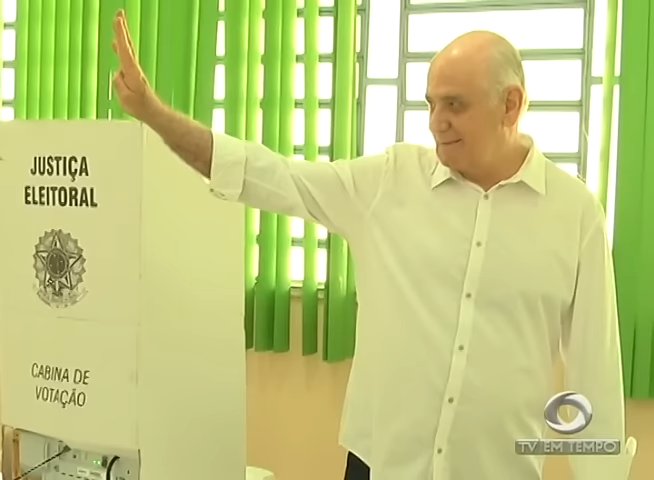 JUSTIÇA
ELEITORAL
CABINA DE
VOTAÇÃO
TV EM TEMPO